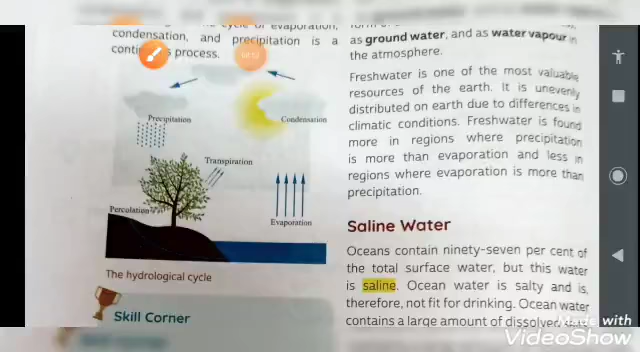 cycle of evaporation,
condensation, and precipitation is a
process.
Precipitation
Condensation
Transpiration
Percolation
Evaporation
The hydrological cycle
Skill Corner
as ground water, and as water vapour in
the atmosphere.
Freshwater is one of the most valuable
resources of the earth. It is unevenly
distributed on earth due to differences in
climatic conditions. Freshwater is found
more in regions where precipitation
is more than evaporation and less in
regions where evaporation is more than
precipitation.
Saline Water
Oceans contain ninety-seven per cent of
the total surface water, but this water
is saline. Ocean water is salty and is,
therefore, not fit for drinking. Ocean water
contains a large amount of dissolved
Made with
VideoShow